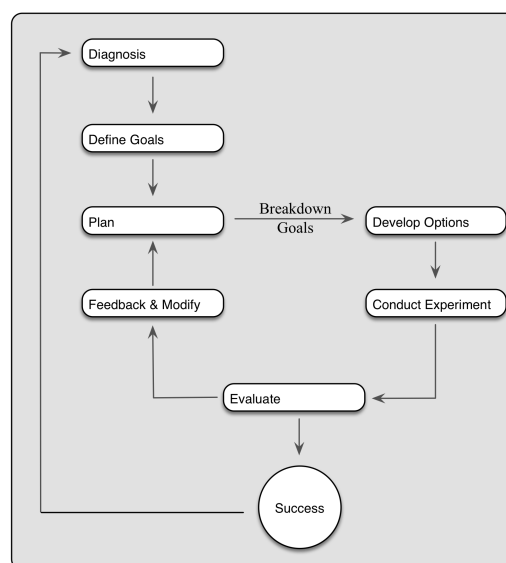 Diagnosis
Define Goals
Plan
Breakdown
Goals
Develop Options
Feedback & Modify
Conduct Experiment
Evaluate
Success